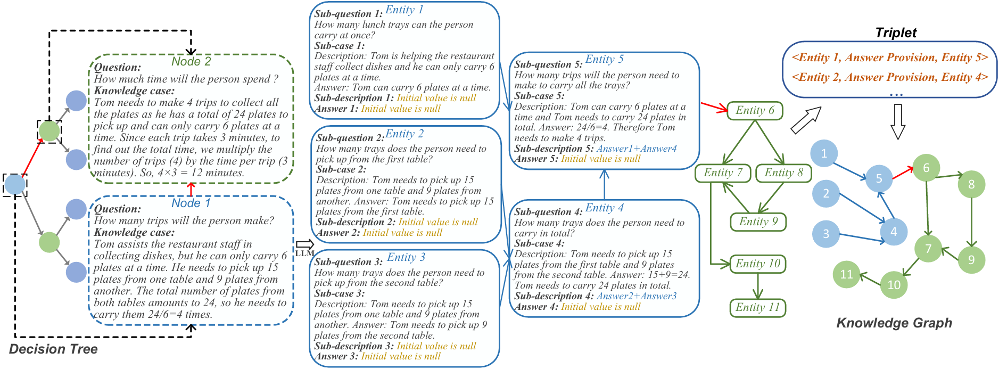 Node 2
Question:
How much time will the person spend ?
Knowledge case:
Tom needs to make 4 trips to collect all
the plates as he has a total of 24 plates to
pick up and can only carry 6 plates at a
time. Since each trip takes 3 minutes, to
find out the total time, we multiply the
number of trips (4) by the time per trip (3
minutes). So, 4×3 = 12 minutes.
Node 1
Question:
How many trips will the person make?
Knowledge case:
Tom assists the restaurant staff in
collecting dishes, but he can only carry 6
plates at a time. He needs to pick up 15
plates from one table and 9 plates from
another. The total number of plates from
both tables amounts to 24, so he needs to
carry them 24/6=4 times.
Decision Tree
LLM
Sub-question 1: Entity 1
How many lunch trays can the person
carry at once?
Sub-case 1:
Description: Tom is helping the restaurant
staff collect dishes and he can only carry 6
plates at a time.
Answer: Tom can carry 6 plates at a time.
Sub-description 1: Initial value is null
Answer 1: Initial value is null
Sub-question 2: Entity 2
How many trays does the person need to
pick up from the first table?
Sub-case 2:
Description: Tom needs to pick up 15
plates from one table and 9 plates from
another. Answer: Tom needs to pick up 15
plates from the first table.
Sub-description 2: Initial value is null
Answer 2: Initial value is null
Sub-question 3: Entity 3
How many trays does the person need to
pick up from the second table?
Sub-case 3:
Description: Tom needs to pick up 15
plates from one table and 9 plates from
another. Answer: Tom needs to pick up 9
plates from the second table.
Sub-description 3: Initial value is null
Answer 3: Initial value is null
Sub-question 5: Entity 5
How many trips will the person need to
make to carry all the trays?
Sub-case 5:
Description: Tom can carry 6 plates at a
time and Tom needs to carry 24 plates in
total. Answer: 24/6=4. Therefore Tom
needs to make 4 trips.
Sub-description 5: Answer1+Answer4
Answer 5: Initial value is null
Sub-question 4: Entity 4
How many trays does the person need to
carry in total?
Sub-case 4:
Description: Tom needs to pick up 15
plates from the first table and 9 plates
from the second table. Answer: 15+9=24.
Tom needs to carry 24 plates in total.
Sub-description 4: Answer2+Answer3
Answer 4: Initial value is null
Entity 6
Entity 7
Entity 8
Entity 9
Entity 10
Entity 11
Triplet
<Entity 1, Answer Provision, Entity 5>
<Entity 2, Answer Provision, Entity 4>
...
1
2
3
4
5
6
7
8
9
10
11
Knowledge Graph